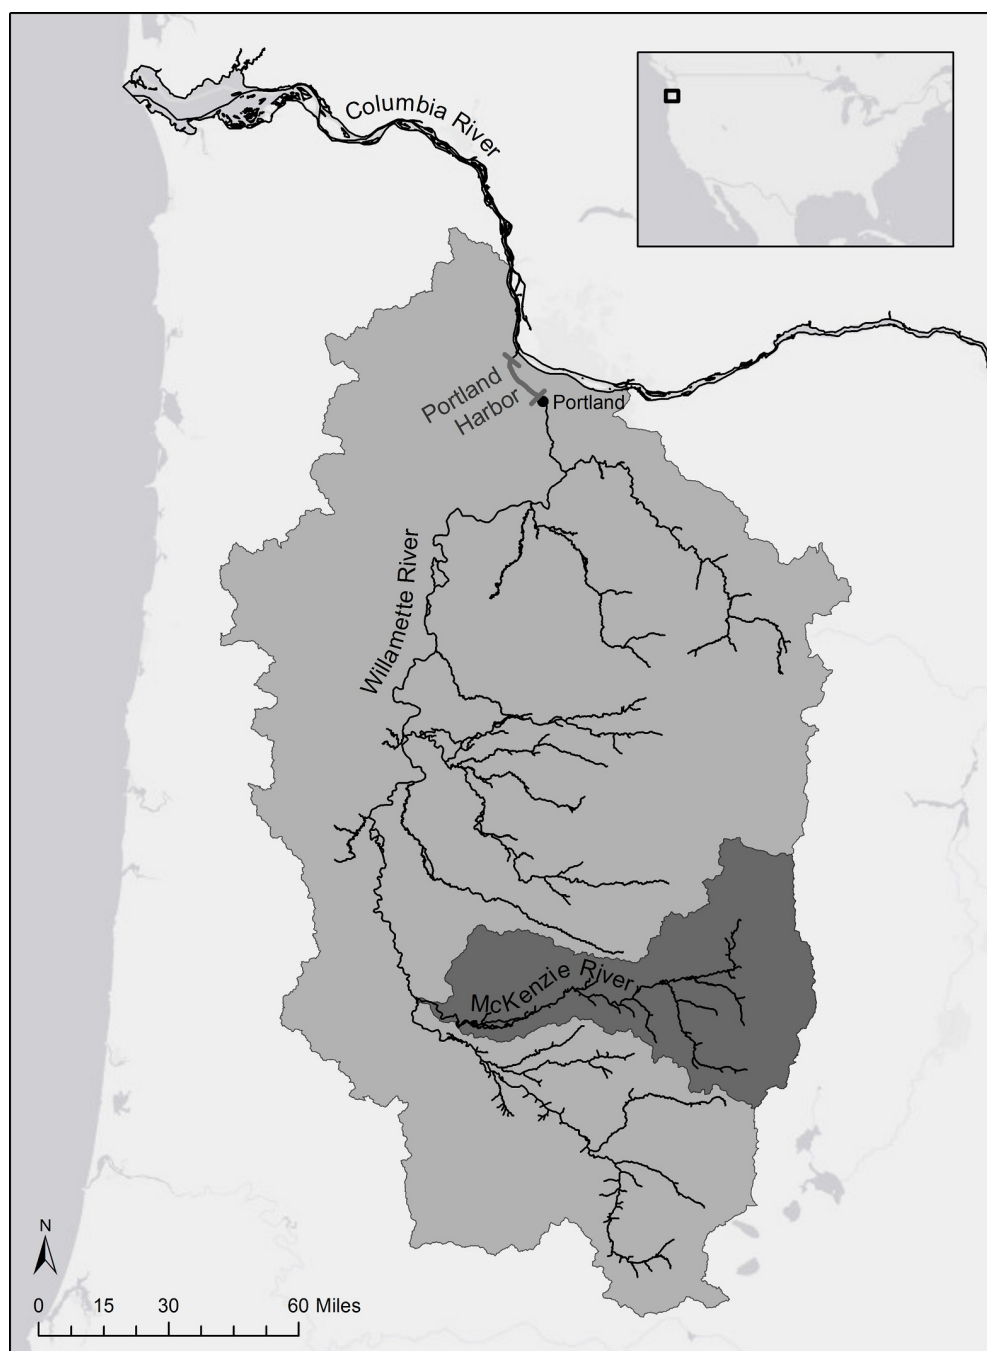 Columbia River
Portland
Harbor
Portland
Willamette River
McKenzie River
N
0 15 30 60 Miles